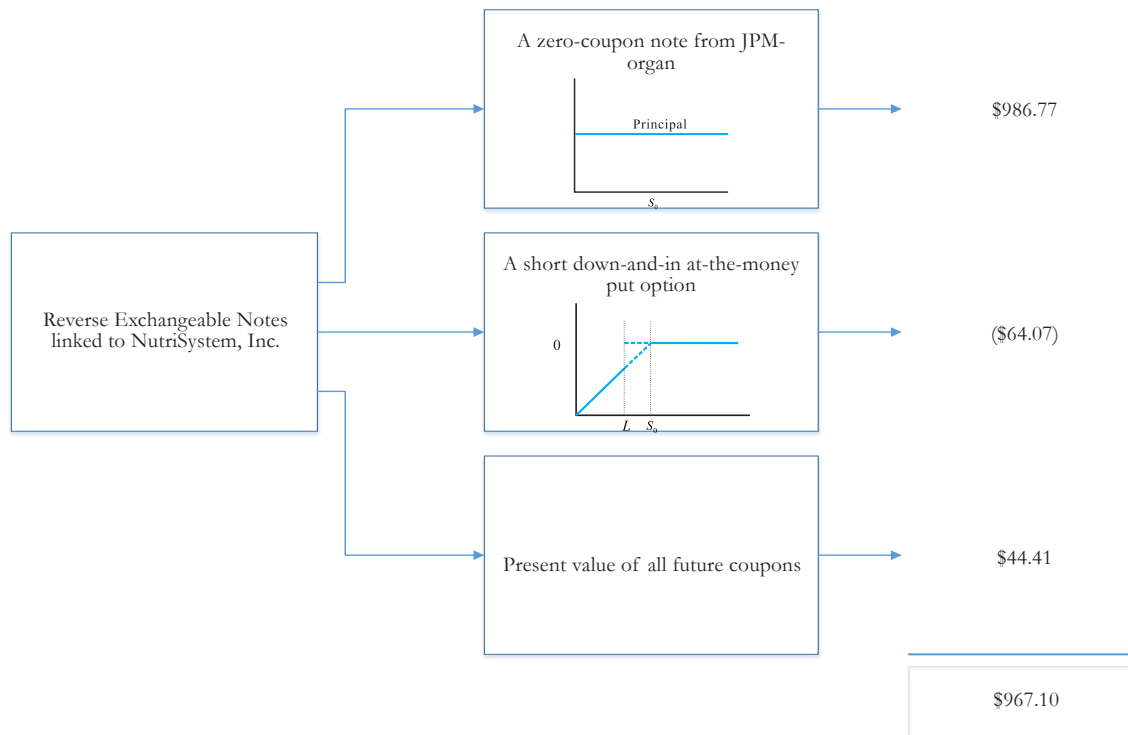 A zero-coupon note from JPM-
organ
Principal
S₀
$986.77
Reverse Exchangeable Notes
linked to NutriSystem, Inc.
A short down-and-in at-the-money
put option
0
L S₀
($64.07)
Present value of all future coupons
$44.41
$967.10